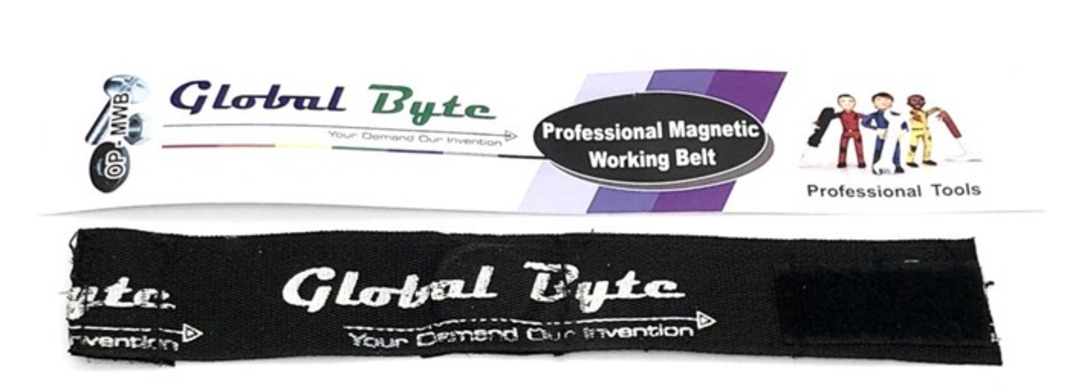 OP - MWB
Global Byte
Your Demand Our Invention
Professional Magnetic
Working Belt
Professional Tools
yte
nvention
Global Byte
Your Demand Our Invention